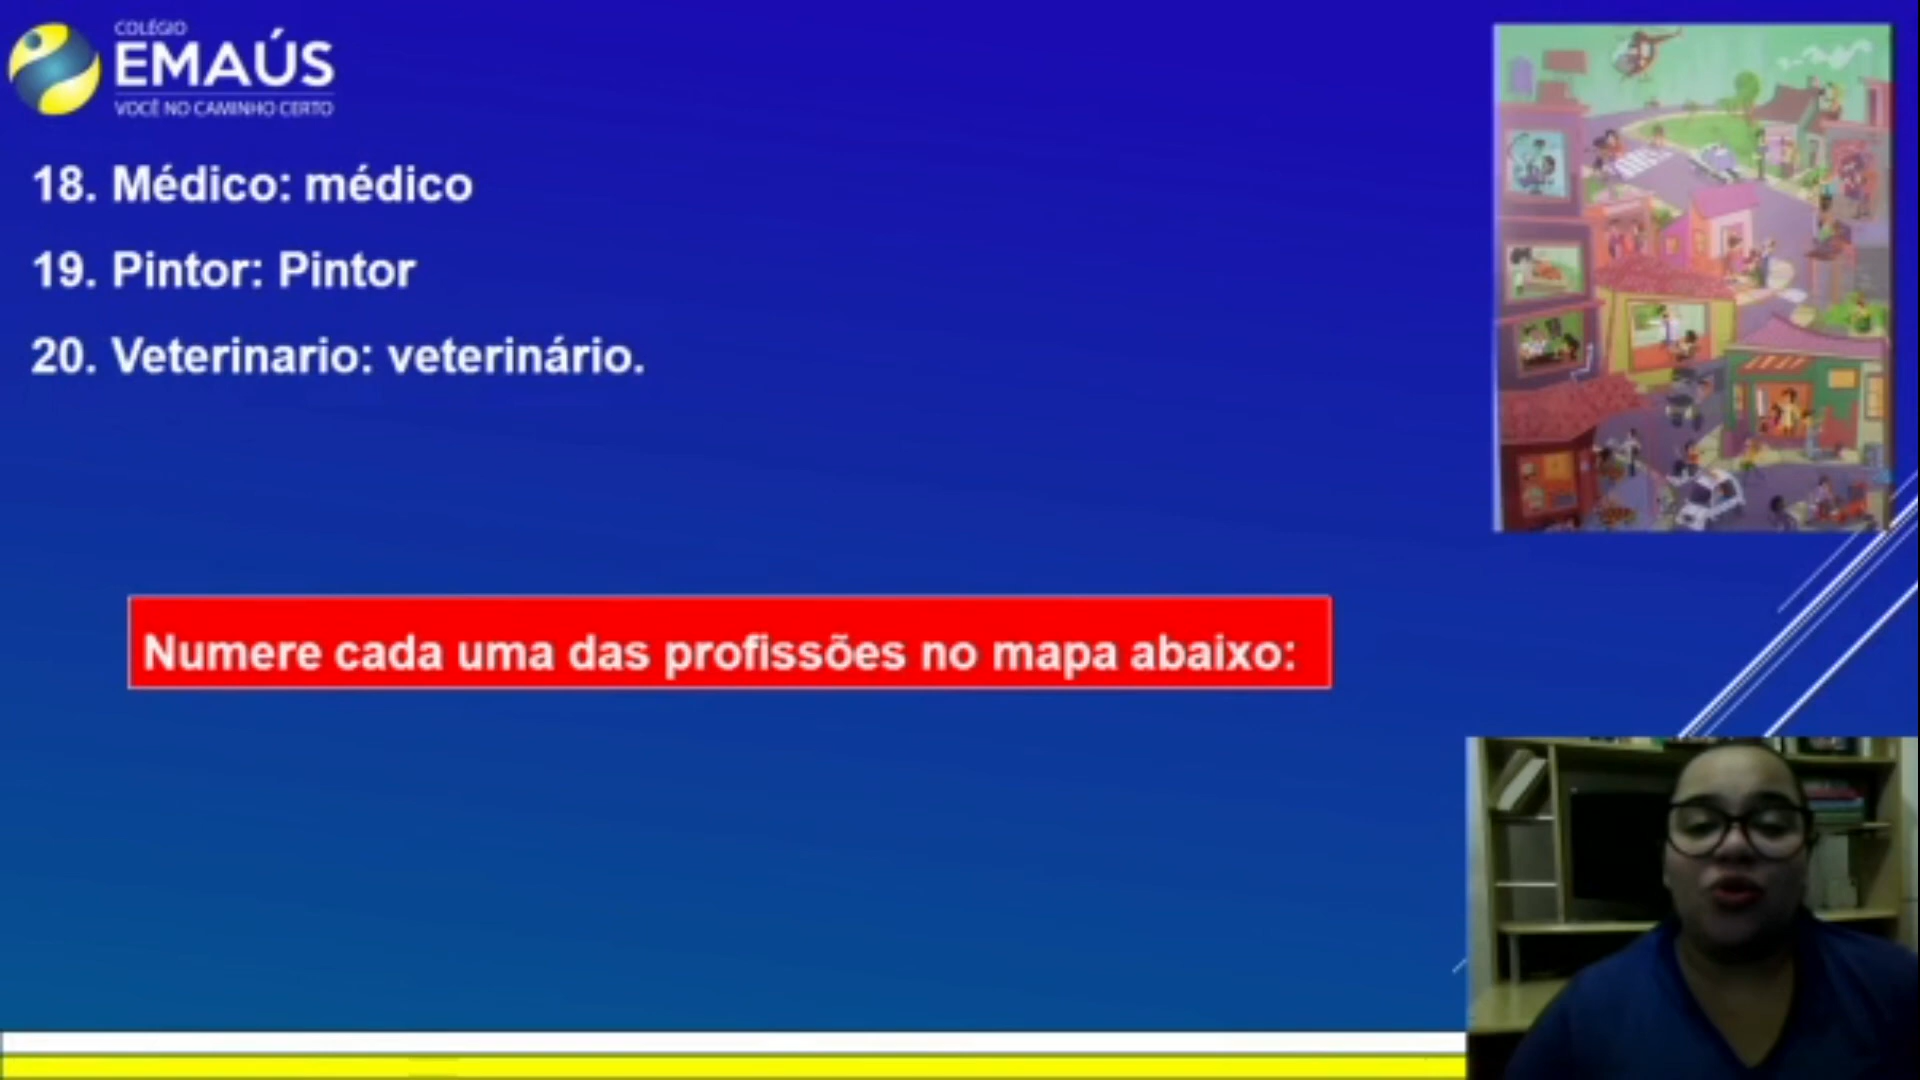 COLÉGIO
EMAÚS
VOCÊ NO CAMINHO CERTO
18. Médico: médico
19. Pintor: Pintor
20. Veterinario: veterinário.
Numere cada uma das profissões no mapa abaixo: